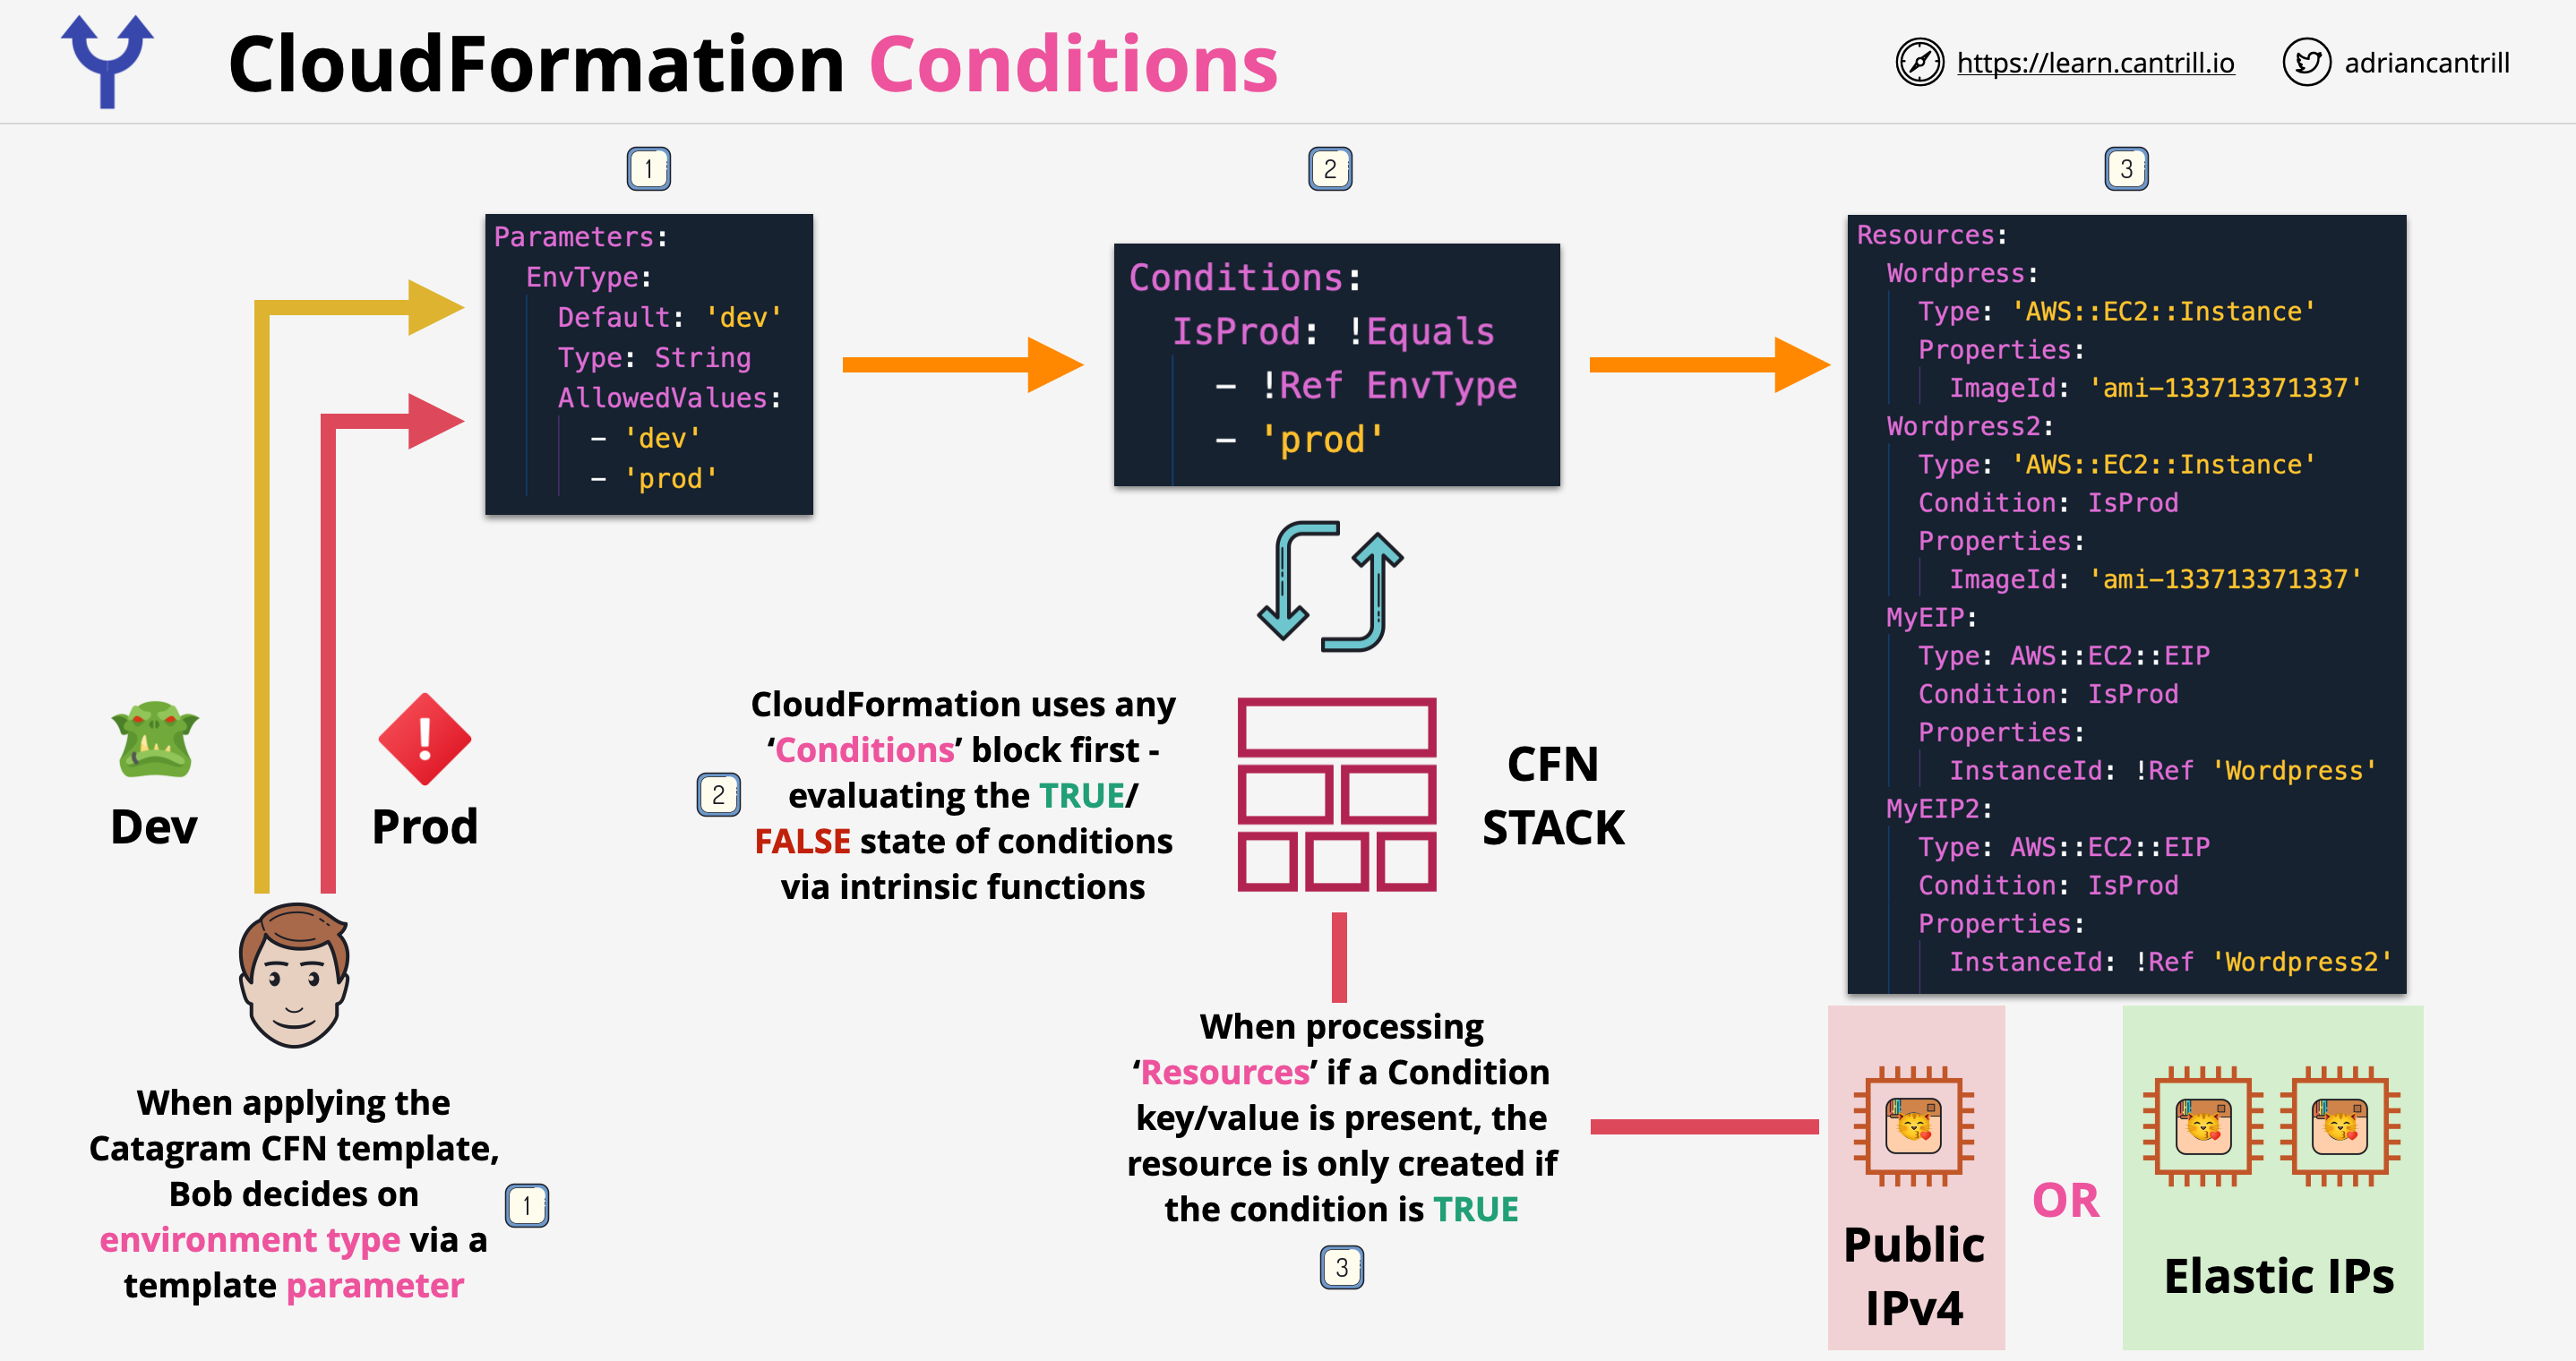 CloudFormation Conditions
https://learn.cantrill.io
adriancantrill
1
Parameters:
EnvType:
Default: 'dev'
Type: String
AllowedValues:
- 'dev'
- 'prod'
2
Conditions:
IsProd: !Equals
- !Ref EnvType
- 'prod'
3
Resources:
Wordpress:
Type: 'AWS::EC2::Instance'
Properties:
ImageId: 'ami-133713371337'
Wordpress2:
Type: 'AWS::EC2::Instance'
Condition: IsProd
Properties:
ImageId: 'ami-133713371337'
MyEIP:
Type: AWS::EC2::EIP
Condition: IsProd
Properties:
InstanceId: !Ref 'Wordpress'
MyEIP2:
Type: AWS::EC2::EIP
Condition: IsProd
Properties:
InstanceId: !Ref 'Wordpress2'
Dev
Prod
When applying the
Catagram CFN template,
Bob decides on
environment type via a
template parameter
1
CloudFormation uses any
‘Conditions’ block first -
evaluating the TRUE/
FALSE state of conditions
via intrinsic functions
2
CFN
STACK
When processing
‘Resources’ if a Condition
key/value is present, the
resource is only created if
the condition is TRUE
3
Public
IPv4
OR
Elastic IPs